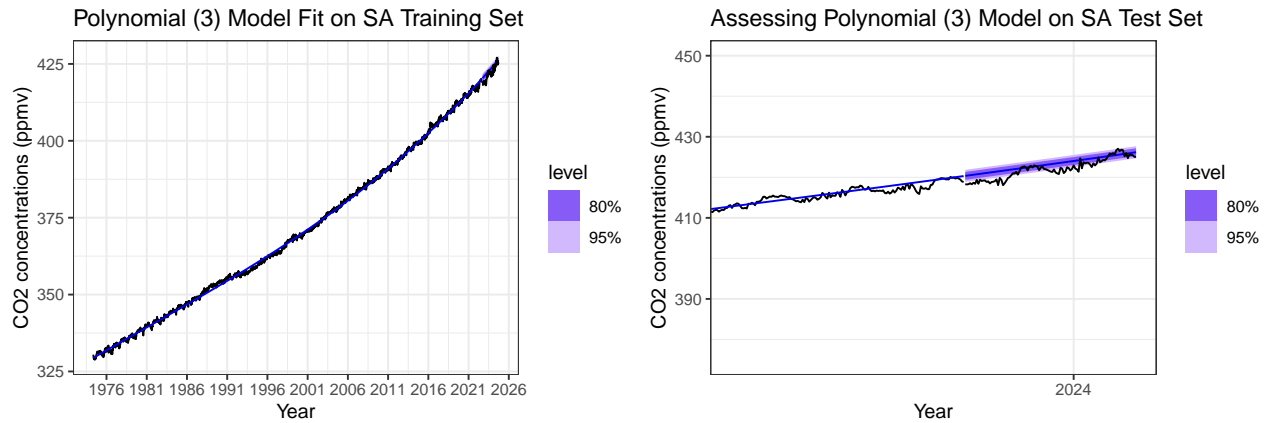 Polynomial (3) Model Fit on SA Training Set
CO2 concentrations (ppmv)
425
400
375
350
325
1976 1981 1986 1991 1996 2001 2006 2011 2016 2021 2026
Year
level
80%
95%
Assessing Polynomial (3) Model on SA Test Set
CO2 concentrations (ppmv)
450
430
410
390
2024
Year
level
80%
95%